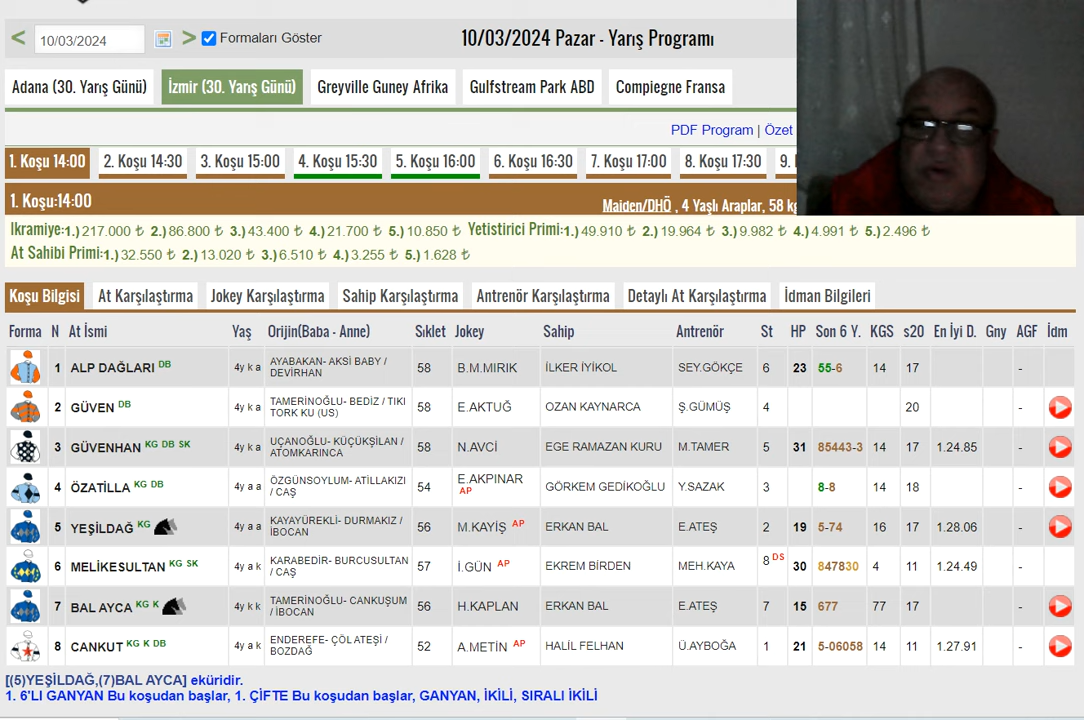 10/03/2024 Formaları Göster 10/03/2024 Pazar - Yarış Programı
Adana (30. Yarış Günü) İzmir (30. Yarış Günü) Greyville Guney Afrika Gulfstream Park ABD Compiegne Fransa
PDF Program | Özet
1. Koşu 14:00 2. Koşu 14:30 3. Koşu 15:00 4. Koşu 15:30 5. Koşu 16:00 6. Koşu 16:30 7. Koşu 17:00 8. Koşu 17:30 9.
1. Koşu:14:00 Maiden/DHÖ , 4 Yaşlı Araplar, 58 kg
Ikramiye:1.) 217.000 ₺ 2.) 86.800 ₺ 3.) 43.400 ₺ 4.) 21.700 ₺ 5.) 10.850 ₺ Yetistirici Primi:1.) 49.910 ₺ 2.) 19.964 ₺ 3.) 9.982 ₺ 4.) 4.991 ₺ 5.) 2.496 ₺
At Sahibi Primi:1.) 32.550 ₺ 2.) 13.020 ₺ 3.) 6.510 ₺ 4.) 3.255 ₺ 5.) 1.628 ₺
Koşu Bilgisi At Karşılaştırma Jokey Karşılaştırma Sahip Karşılaştırma Antrenör Karşılaştırma Detaylı At Karşılaştırma İdman Bilgileri
Forma N At İsmi Yaş Orijin(Baba - Anne) Sıklet Jokey Sahip Antrenör St HP Son 6 Y. KGS s20 En İyi D. Gny AGF İdm
1 ALP DAĞLARI DB 4y k a AYABAKAN- AKSİ BABY / DEVİRHAN 58 B.M.MIRIK İLKER İYİKOL SEY.GÖKÇE 6 23 55-6 14 17 -
2 GÜVEN DB 4y k a TAMERİNOĞLU- BEDİZ / TIKI TORK KU (US) 58 E.AKTUĞ OZAN KAYNARCA Ş.GÜMÜŞ 4 20 -
3 GÜVENHAN KG DB SK 4y k a UÇANOĞLU- KÜÇÜKŞİLAN / ATOMKARINCA 58 N.AVCİ EGE RAMAZAN KURU M.TAMER 5 31 85443-3 14 17 1.24.85 -
4 ÖZATİLLA KG DB 4y a a ÖZGÜNSOYLUM- ATİLLAKIZI / CAŞ 54 E.AKPINAR AP GÖRKEM GEDİKOĞLU Y.SAZAK 3 8-8 14 18 -
5 YEŞİLDAĞ KG 4y a a KAYAYÜREKLİ- DURMAKIZ / İBOCAN 56 M.KAYİŞ AP ERKAN BAL E.ATEŞ 2 19 5-74 16 17 1.28.06 -
6 MELİKESULTAN KG SK 4y a k KARABEDİR- BURCUSULTAN / CAŞ 57 İ.GÜN AP EKREM BİRDEN MEH.KAYA 8 DS 30 847830 4 11 1.24.49 -
7 BAL AYCA KG K 4y k k TAMERİNOĞLU- CANKUŞUM / İBOCAN 56 H.KAPLAN ERKAN BAL E.ATEŞ 7 15 677 77 17 -
8 CANKUT KG K DB 4y k a ENDEREFE- ÇÖL ATEŞİ / BOZDAĞ 52 A.METİN AP HALİL FELHAN Ü.AYBOĞA 1 21 5-06058 14 11 1.27.91 -
[(5)YEŞİLDAĞ,(7)BAL AYCA] eküridir.
1. 6'LI GANYAN Bu koşudan başlar, 1. ÇİFTE Bu koşudan başlar, GANYAN, İKİLİ, SIRALI İKİLİ